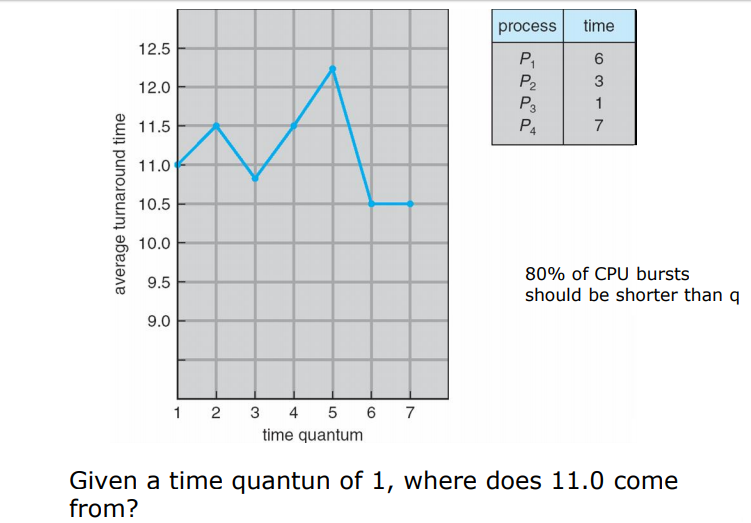 12.5
12.0
11.5
11.0
10.5
10.0
9.5
9.0
average turnaround time
1 2 3 4 5 6 7
time quantum
process time
P1 6
P2 3
P3 1
P4 7
80% of CPU bursts
should be shorter than q
Given a time quantun of 1, where does 11.0 come
from?